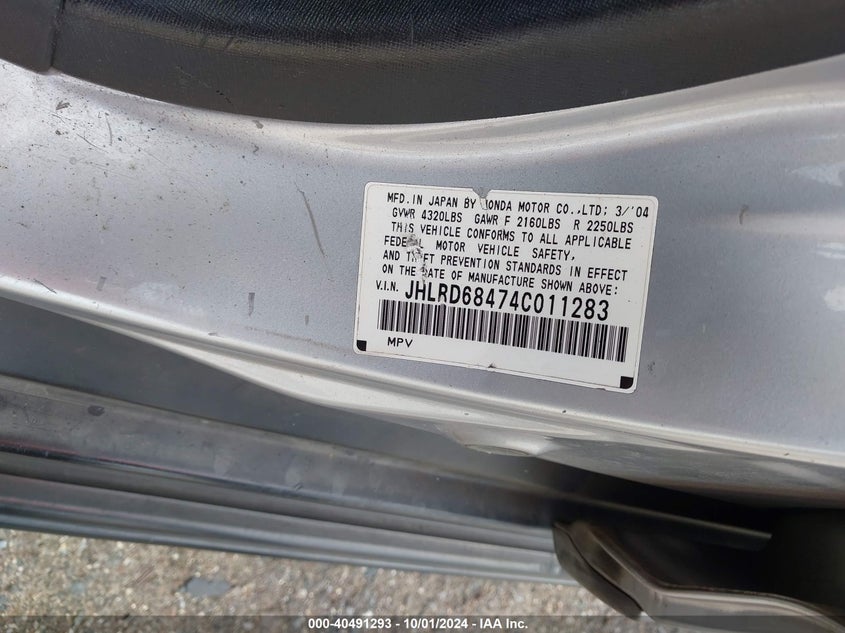 MFD.IN JAPAN BY HONDA MOTOR CO.,LTD; 3/'04
GVWR 4320LBS GAWR F 2160LBS R 2250LBS
THIS VEHICLE CONFORMS TO ALL APPLICABLE
FEDERAL MOTOR VEHICLE SAFETY,
AND THEFT PREVENTION STANDARDS IN EFFECT
ON THE DATE OF MANUFACTURE SHOWN ABOVE:
V.I.N. JHLRD68474C011283
MPV
000-40491293 - 10/01/2024 - IAA Inc.